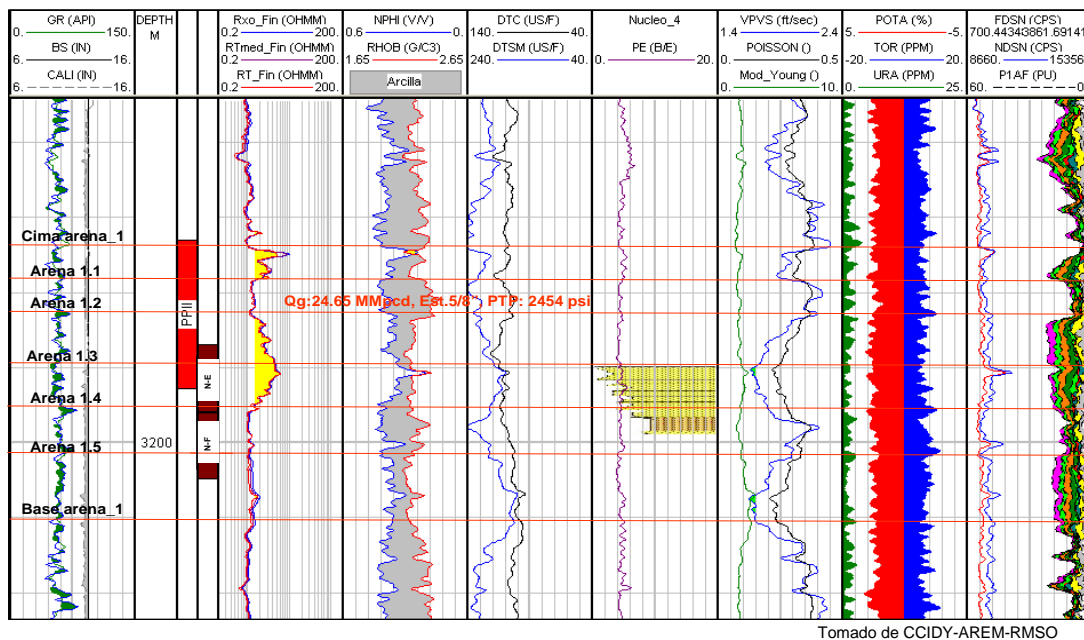 GR (API)
0. 150.
BS (IN)
6. 16.
CALI (IN)
6. 16.
DEPTH
M
Rxo_Fin (OHMM)
0.2 200.
RTmed_Fin (OHMM)
0.2 200.
RT_Fin (OHMM)
0.2 200.
NPHI (V/V)
0.6 0.
RHOB (G/C3)
1.65 2.65
Arcilla
DTC (US/F)
140. 40.
DTSM (US/F)
240. 40.
Nucleo_4
PE (B/E)
0. 20.
VPVS (ft/sec)
1.4 2.4
POISSON ()
0. 0.5
Mod_Young ()
0. 10.
POTA (%)
5. -5.
TOR (PPM)
-20. 20.
URA (PPM)
0. 25.
FDSN (CPS)
700.44343861.69141
NDSN (CPS)
8660. 15356
P1AF (PU)
60. 0
Cima arena_1
Arena 1.1
Arena 1.2
Arena 1.3
Arena 1.4
Arena 1.5
Base arena_1
3200
PPII
N-E
N-F
Qg:24.65 MMpcd, Est.5/8", PTP: 2454 psi
Tomado de CCIDY-AREM-RMSO